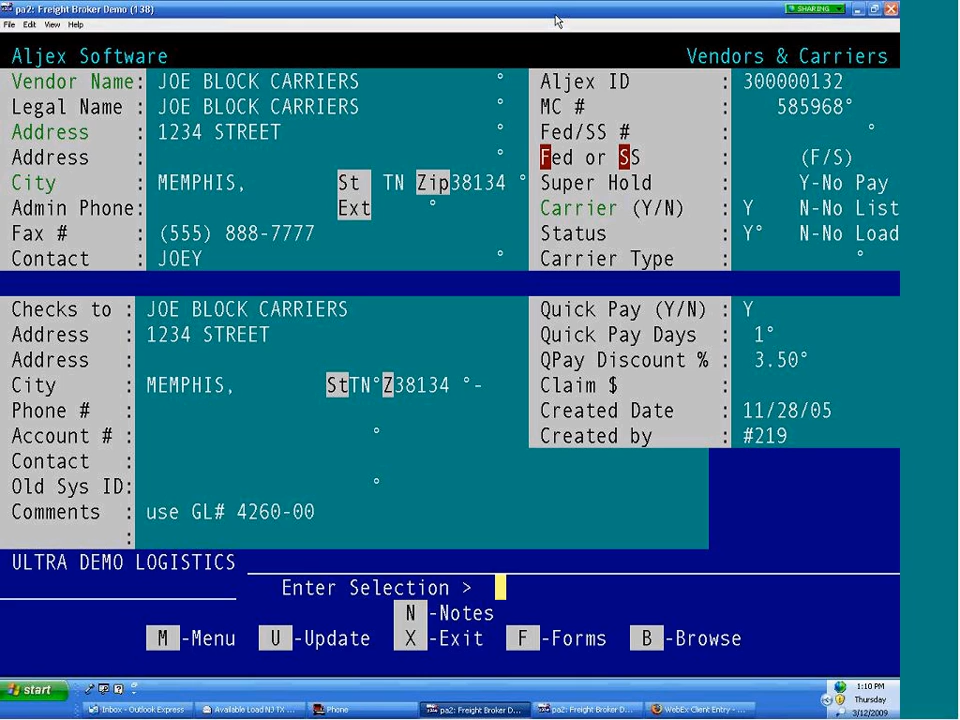 pa2: Freight Broker Demo (138) SHARING
File Edit View Help
Aljex Software Vendors & Carriers
Vendor Name: JOE BLOCK CARRIERS ° Aljex ID : 300000132
Legal Name : JOE BLOCK CARRIERS ° MC # : 585968°
Address : 1234 STREET ° Fed/SS # : °
Address : ° Fed or SS : (F/S)
City : MEMPHIS, St TN Zip38134 ° Super Hold : Y-No Pay
Admin Phone: Ext ° Carrier (Y/N) : Y N-No List
Fax # : (555) 888-7777 Status : Y° N-No Load
Contact : JOEY ° Carrier Type : °
Checks to : JOE BLOCK CARRIERS Quick Pay (Y/N) : Y
Address : 1234 STREET Quick Pay Days : 1°
Address : QPay Discount % : 3.50°
City : MEMPHIS, StTN°Z38134 °- Claim $ :
Phone # : Created Date : 11/28/05
Account # : ° Created by : #219
Contact :
Old Sys ID: °
Comments : use GL# 4260-00
:
ULTRA DEMO LOGISTICS
Enter Selection >
N -Notes
M -Menu U -Update X -Exit F -Forms B -Browse
start 1:10 PM
Thursday
Inbox - Outlook Express Available Load NJ TX ... Phone pa2: Freight Broker D... pa2: Freight Broker D... WebEx Client Entry - ... 3/12/2009